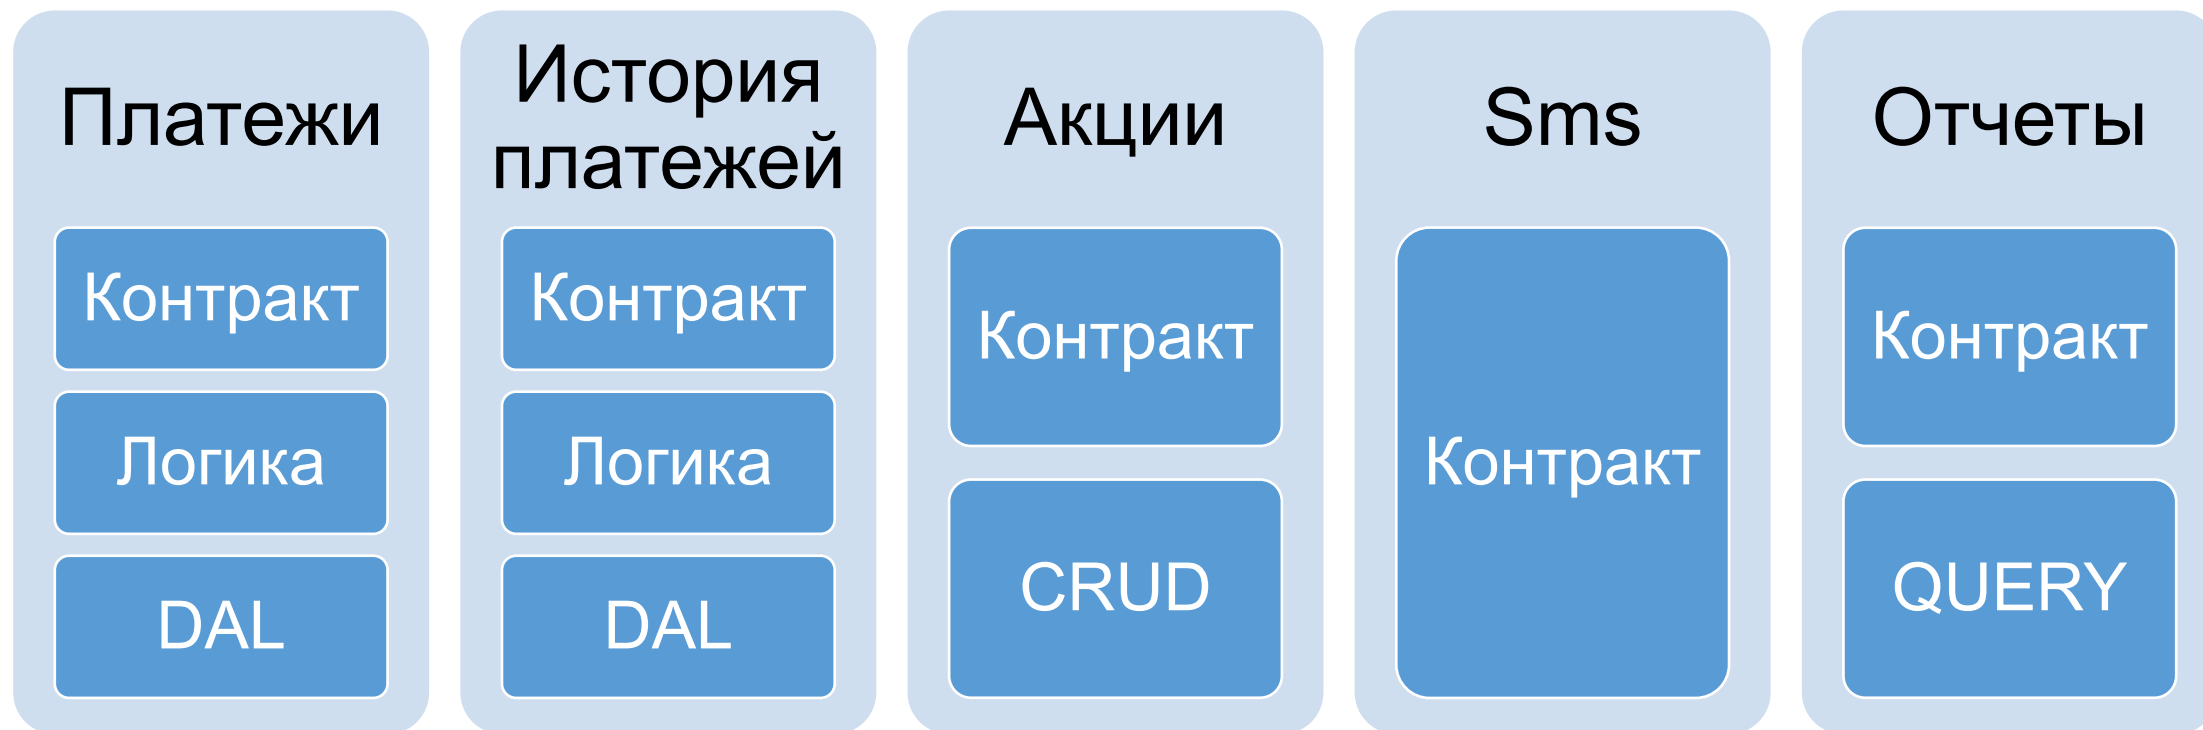 Платежи
Контракт
Логика
DAL
История
платежей
Контракт
Логика
DAL
Акции
Контракт
CRUD
Sms
Контракт
Отчеты
Контракт
QUERY